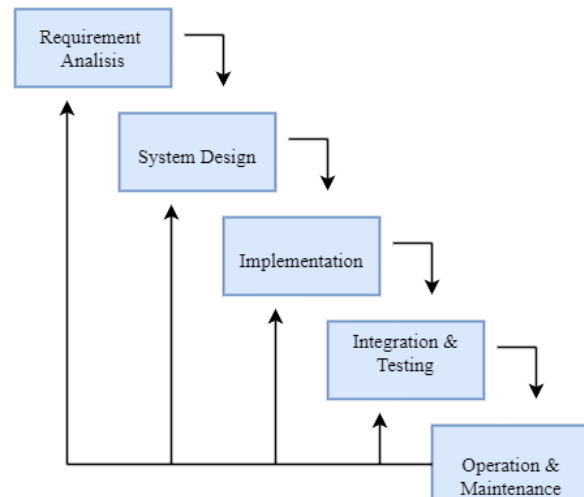 Requirement
Analisis
System Design
Implementation
Integration &
Testing
Operation &
Maintenance